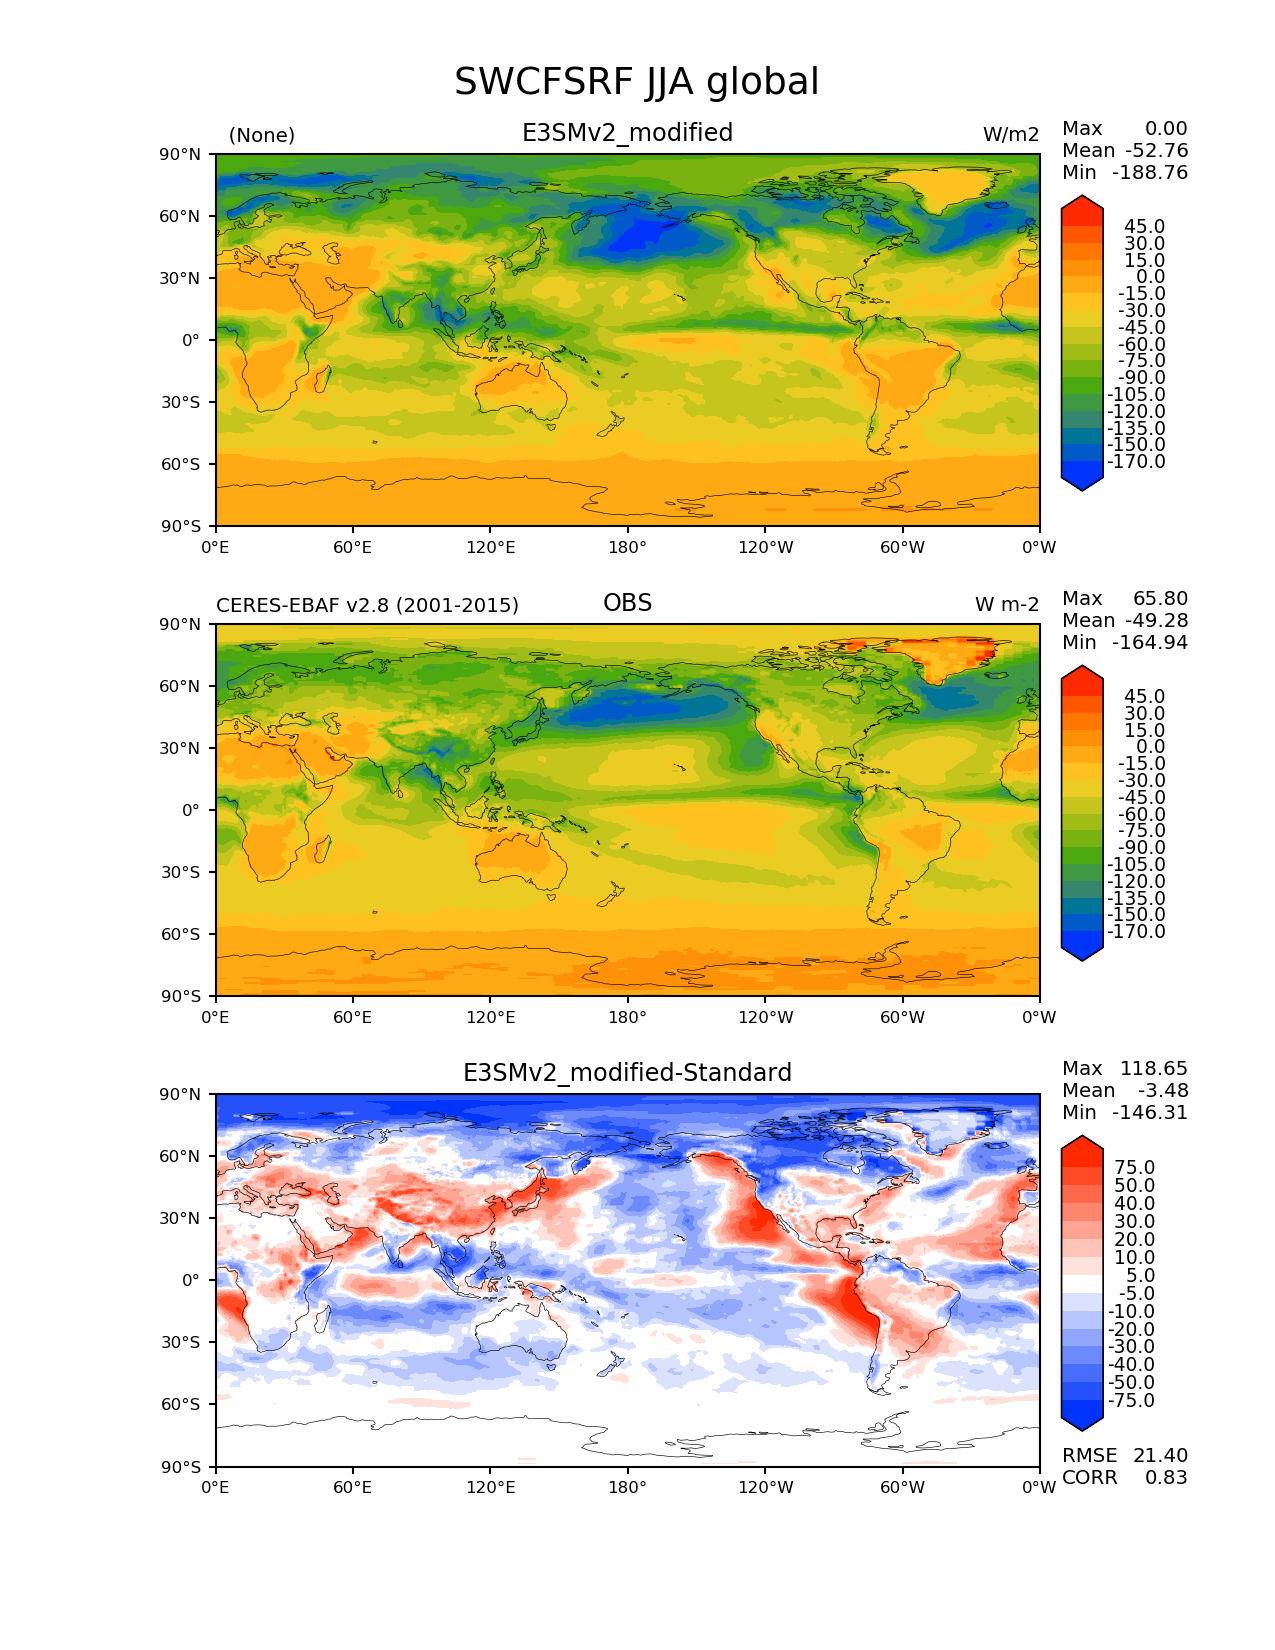 SWCFSRF JJA global
(None) E3SMv2_modified W/m2
Max 0.00
Mean -52.76
Min -188.76
90°N
60°N
30°N
0°
30°S
60°S
90°S
0°E 60°E 120°E 180° 120°W 60°W 0°W
45.0
30.0
15.0
0.0
-15.0
-30.0
-45.0
-60.0
-75.0
-90.0
-105.0
-120.0
-135.0
-150.0
-170.0
CERES-EBAF v2.8 (2001-2015) OBS W m-2
Max 65.80
Mean -49.28
Min -164.94
90°N
60°N
30°N
0°
30°S
60°S
90°S
0°E 60°E 120°E 180° 120°W 60°W 0°W
45.0
30.0
15.0
0.0
-15.0
-30.0
-45.0
-60.0
-75.0
-90.0
-105.0
-120.0
-135.0
-150.0
-170.0
E3SMv2_modified-Standard
Max 118.65
Mean -3.48
Min -146.31
90°N
60°N
30°N
0°
30°S
60°S
90°S
0°E 60°E 120°E 180° 120°W 60°W 0°W
75.0
50.0
40.0
30.0
20.0
10.0
5.0
-5.0
-10.0
-20.0
-30.0
-40.0
-50.0
-75.0
RMSE 21.40
CORR 0.83